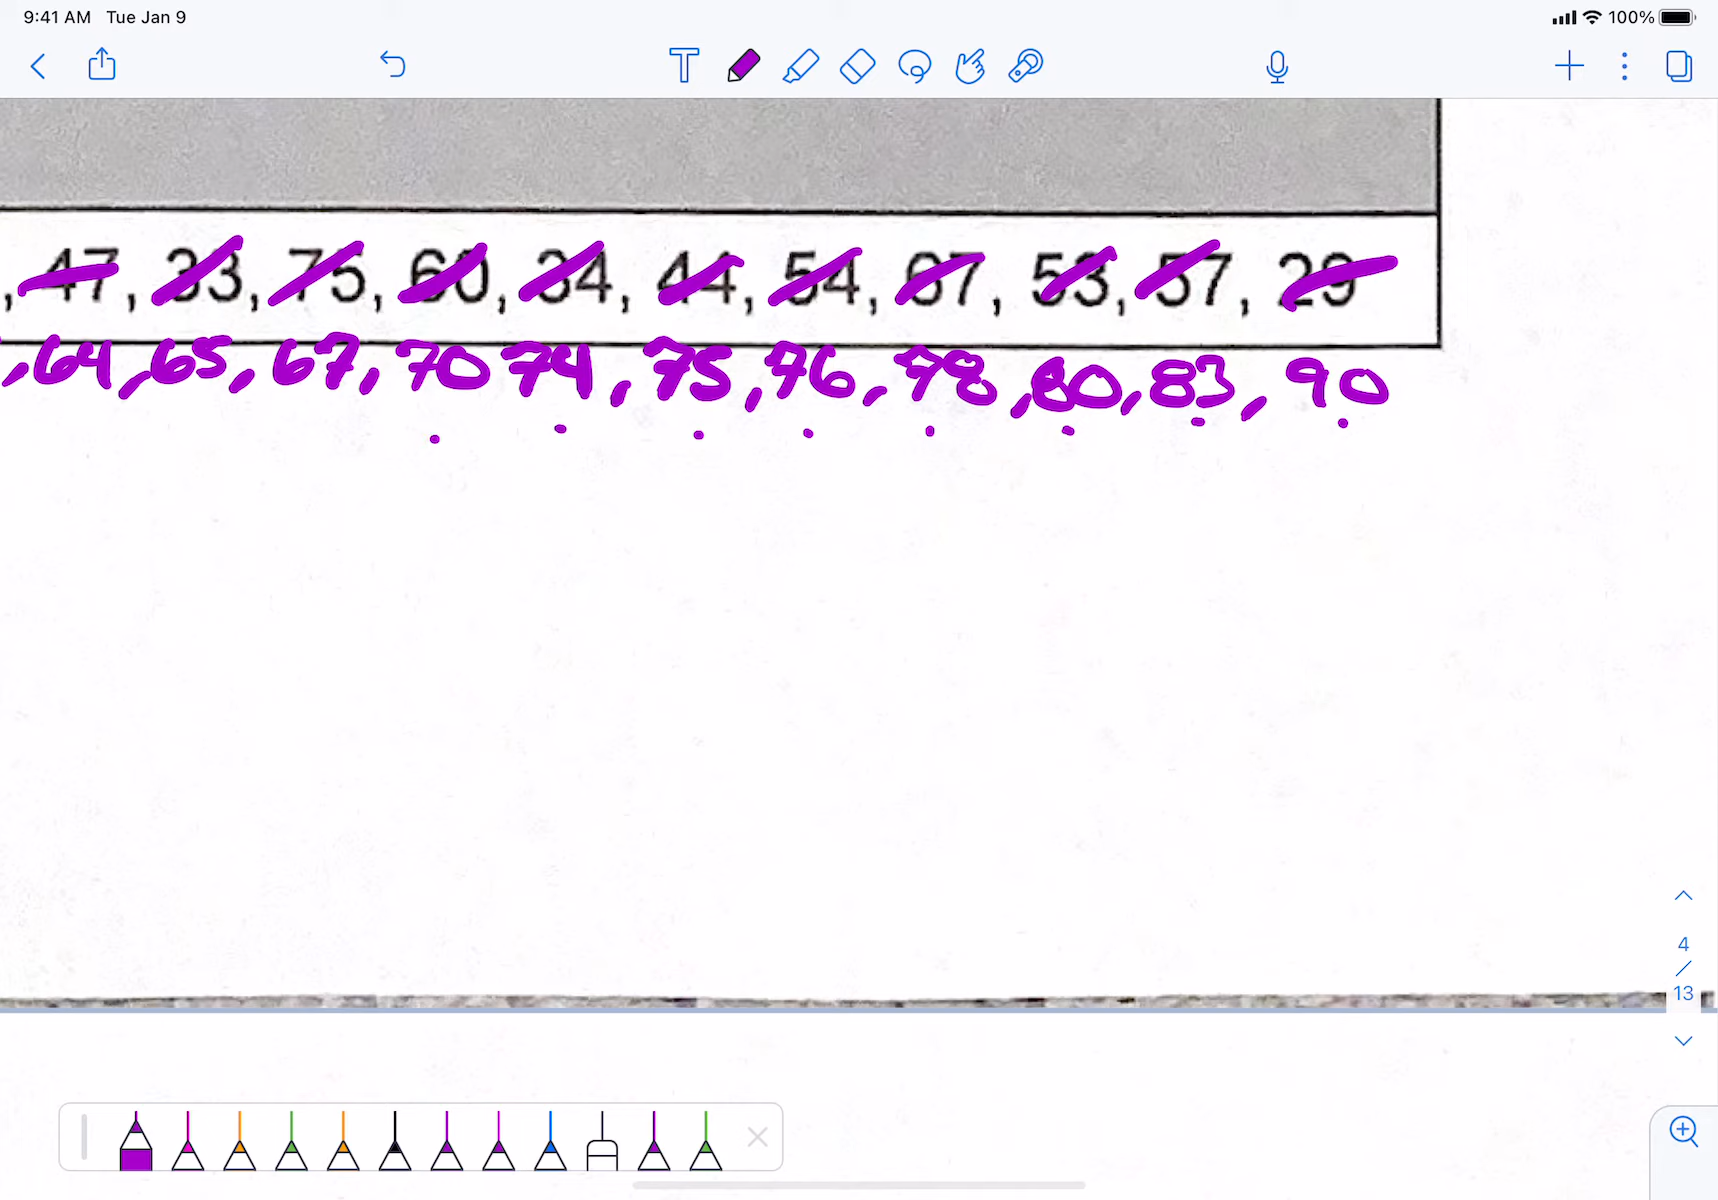 9:41 AM Tue Jan 9
100%
, 47, 33, 75, 60, 34, 44, 54, 67, 53, 57, 29
, 64, 65, 67, 70 74, 75, 76, 78, 80, 83, 90
4
/
13